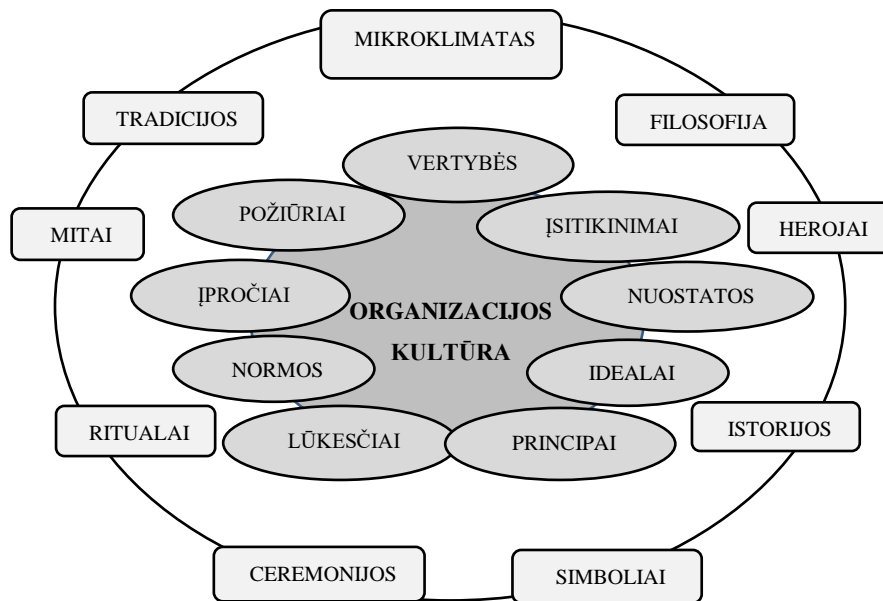 MIKROKLIMATAS
TRADICIJOS
FILOSOFIJA
VERTYBĖS
POŽIŪRIAI
ĮSITIKINIMAI
MITAI
HEROJAI
ĮPROČIAI
NUOSTATOS
ORGANIZACIJOS
KULTŪRA
NORMOS
IDEALAI
RITUALAI
LŪKESČIAI
PRINCIPAI
ISTORIJOS
CEREMONIJOS
SIMBOLIAI